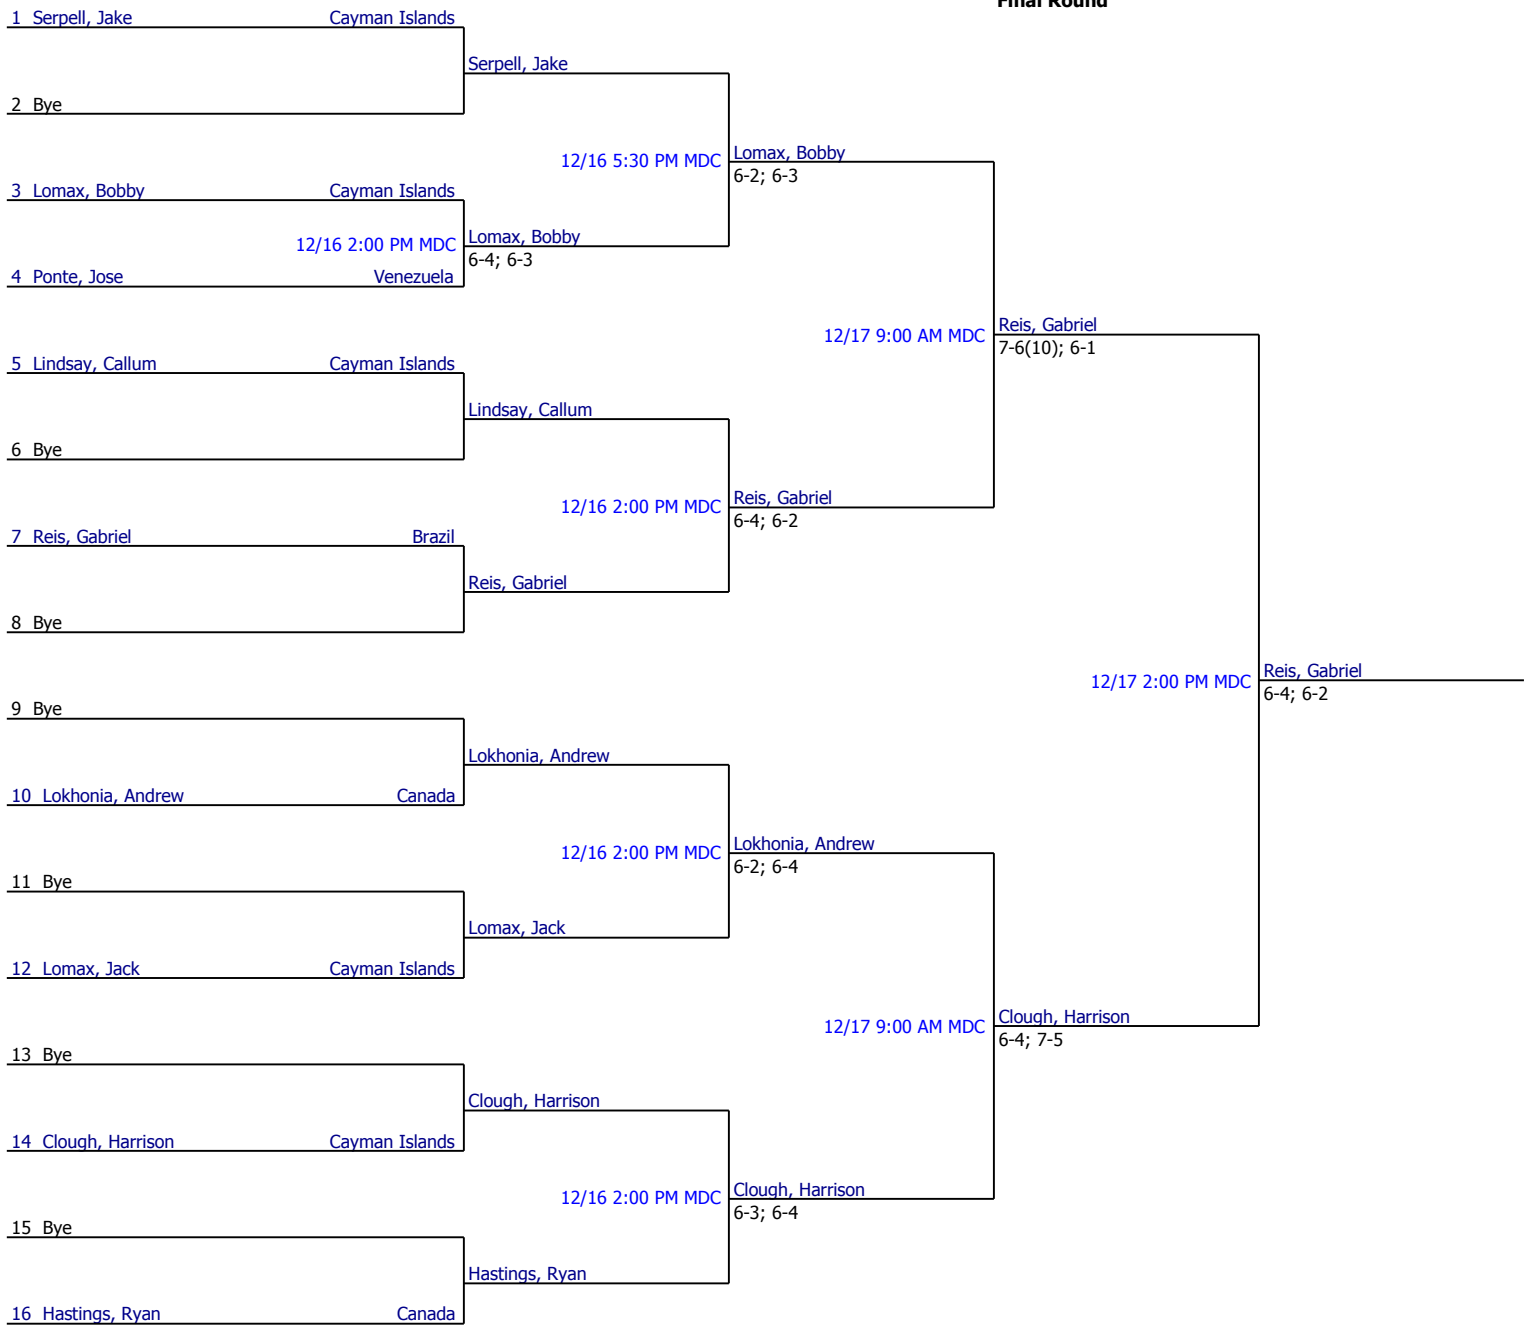 Final Round
1 Serpell, Jake Cayman Islands
Serpell, Jake
2 Bye
12/16 5:30 PM MDC Lomax, Bobby
6-2; 6-3
3 Lomax, Bobby Cayman Islands
12/16 2:00 PM MDC Lomax, Bobby
6-4; 6-3
4 Ponte, Jose Venezuela
12/17 9:00 AM MDC Reis, Gabriel
7-6(10); 6-1
5 Lindsay, Callum Cayman Islands
Lindsay, Callum
6 Bye
12/16 2:00 PM MDC Reis, Gabriel
6-4; 6-2
7 Reis, Gabriel Brazil
Reis, Gabriel
8 Bye
12/17 2:00 PM MDC Reis, Gabriel
6-4; 6-2
9 Bye
Lokhonia, Andrew
10 Lokhonia, Andrew Canada
12/16 2:00 PM MDC Lokhonia, Andrew
6-2; 6-4
11 Bye
Lomax, Jack
12 Lomax, Jack Cayman Islands
12/17 9:00 AM MDC Clough, Harrison
6-4; 7-5
13 Bye
Clough, Harrison
14 Clough, Harrison Cayman Islands
12/16 2:00 PM MDC Clough, Harrison
6-3; 6-4
15 Bye
Hastings, Ryan
16 Hastings, Ryan Canada